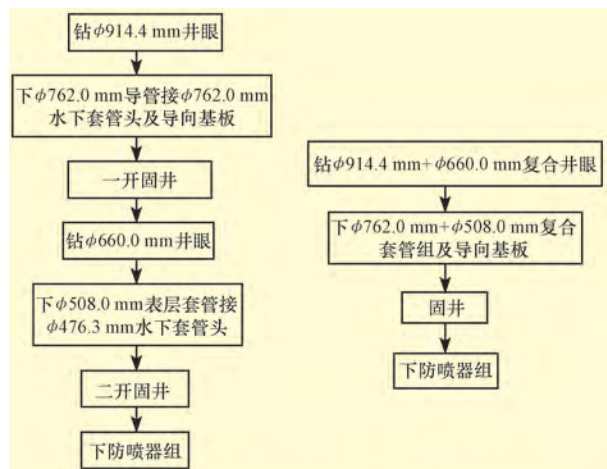 钻φ914.4 mm井眼
下φ762.0 mm导管接φ762.0 mm
水下套管头及导向基板
一开固井
钻φ660.0 mm井眼
下φ508.0 mm表层套管接
φ476.3 mm水下套管头
二开固井
下防喷器组
钻φ914.4 mm+φ660.0 mm复合井眼
下φ762.0 mm+φ508.0 mm复合
套管组及导向基板
固井
下防喷器组